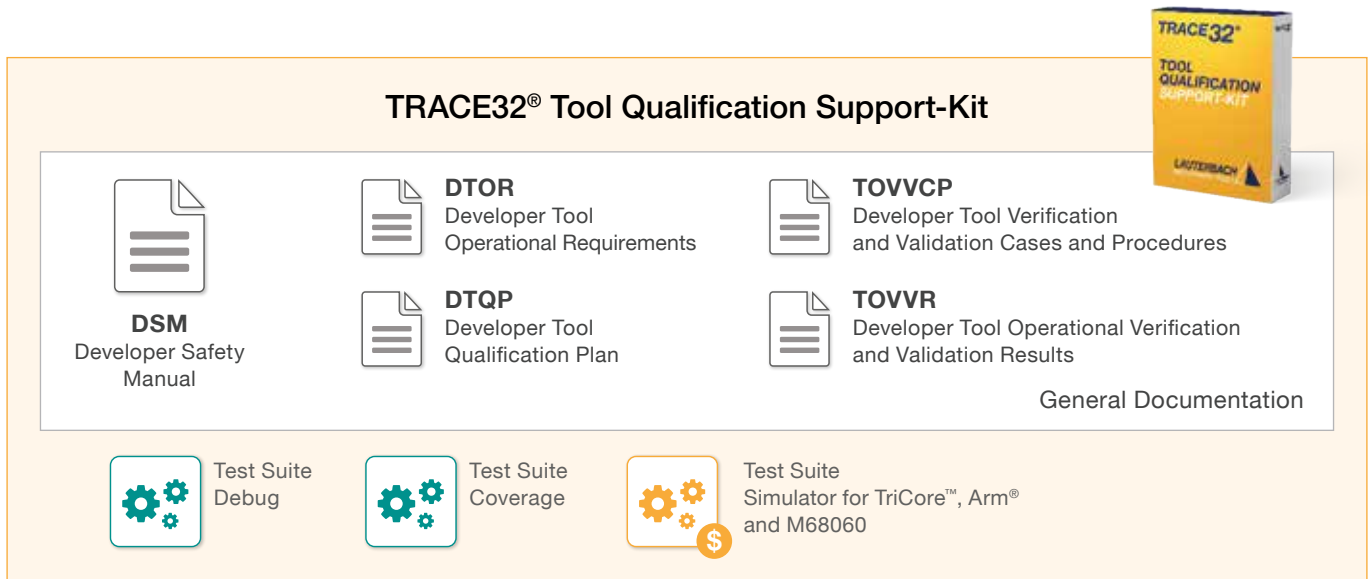 TRACE32®
TOOL
QUALIFICATION
SUPPORT-KIT
LAUTERBACH
TRACE32® Tool Qualification Support-Kit
DSM
Developer Safety
Manual
DTOR
Developer Tool
Operational Requirements
DTQP
Developer Tool
Qualification Plan
TOVVCP
Developer Tool Verification
and Validation Cases and Procedures
TOVVR
Developer Tool Operational Verification
and Validation Results
General Documentation
Test Suite
Debug
Test Suite
Coverage
$
Test Suite
Simulator for TriCore™, Arm®
and M68060